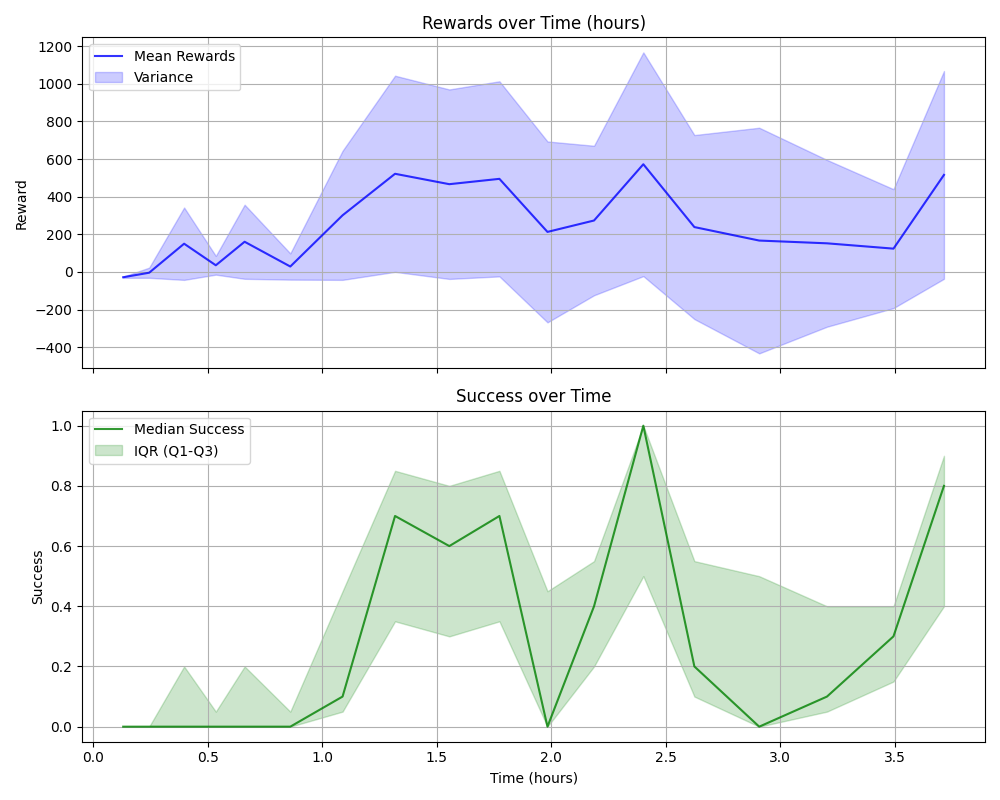 Rewards over Time (hours)
Mean Rewards
Variance
1200
1000
800
600
400
200
0
−200
−400
Reward
Success over Time
Median Success
IQR (Q1-Q3)
1.0
0.8
0.6
0.4
0.2
0.0
Success
0.0 0.5 1.0 1.5 2.0 2.5 3.0 3.5
Time (hours)